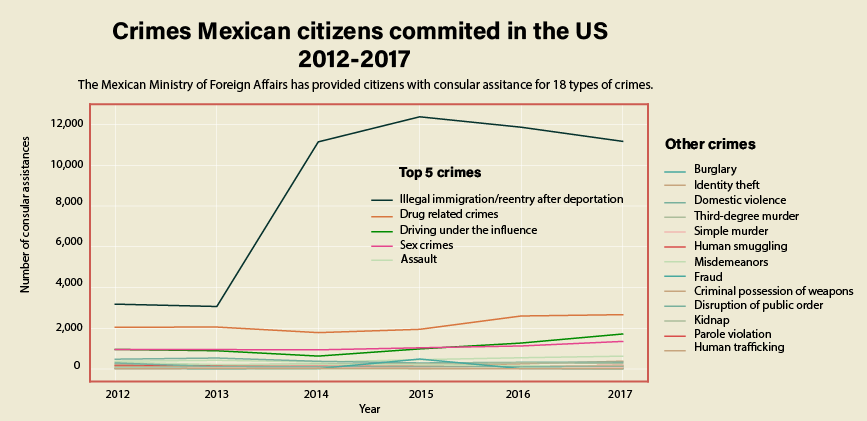 Crimes Mexican citizens commited in the US
2012-2017
The Mexican Ministry of Foreign Affairs has provided citizens with consular assitance for 18 types of crimes.
Number of consular assistances
12,000
10,000
8,000
6,000
4,000
2,000
0
Top 5 crimes
Illegal immigration/reentry after deportation
Drug related crimes
Driving under the influence
Sex crimes
Assault
2012
2013
2014
2015
2016
2017
Year
Other crimes
Burglary
Identity theft
Domestic violence
Third-degree murder
Simple murder
Human smuggling
Misdemeanors
Fraud
Criminal possession of weapons
Disruption of public order
Kidnap
Parole violation
Human trafficking